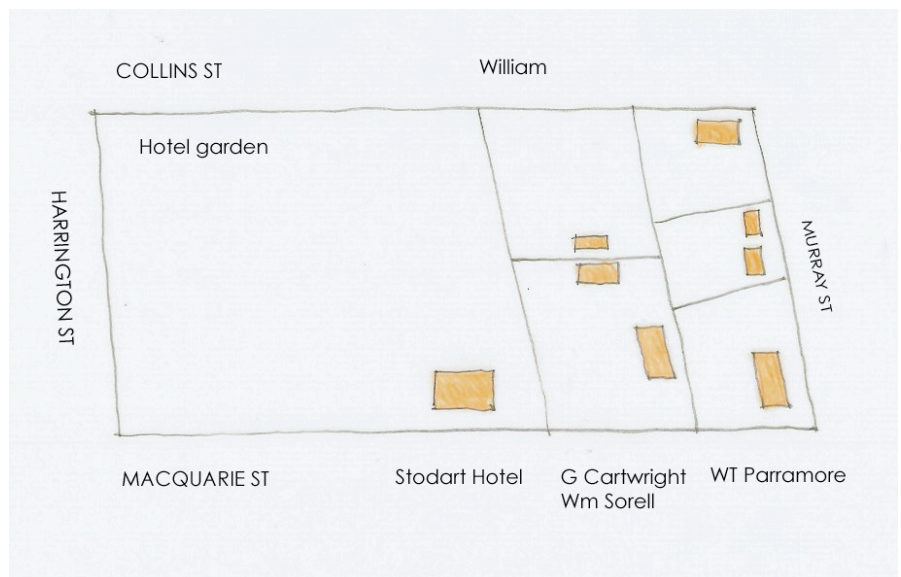 COLLINS ST
William
Hotel garden
HARRINGTON ST
MURRAY ST
MACQUARIE ST
Stodart Hotel
G Cartwright
Wm Sorell
WT Parramore